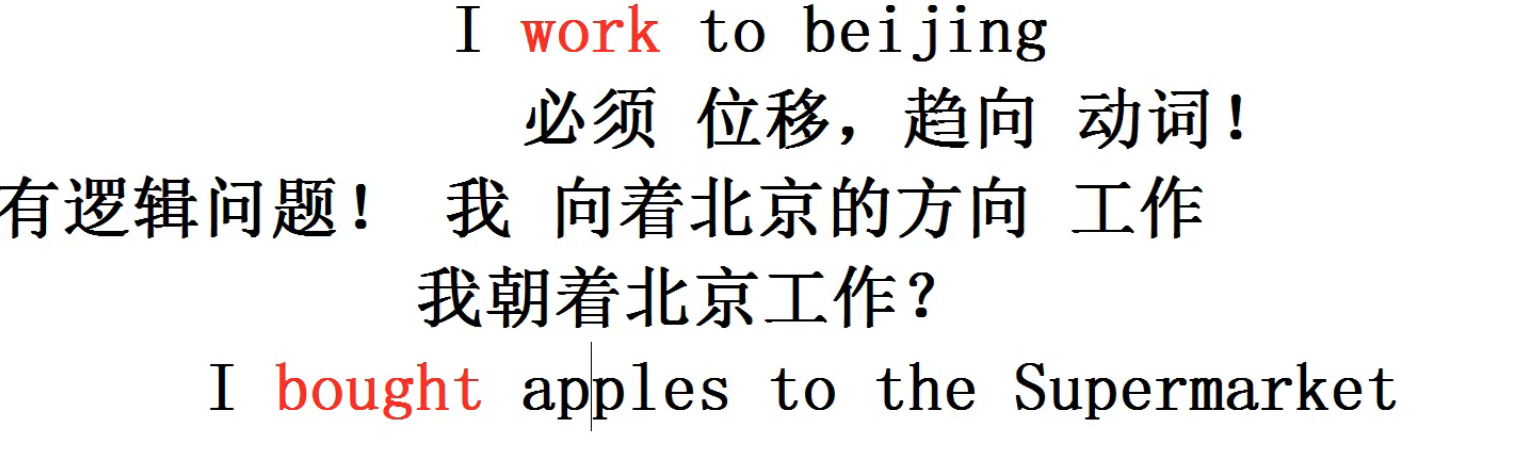 I work to beijing
必须 位移，趋向 动词！
有逻辑问题！ 我 向着北京的方向 工作
我朝着北京工作？
I bought apples to the Supermarket